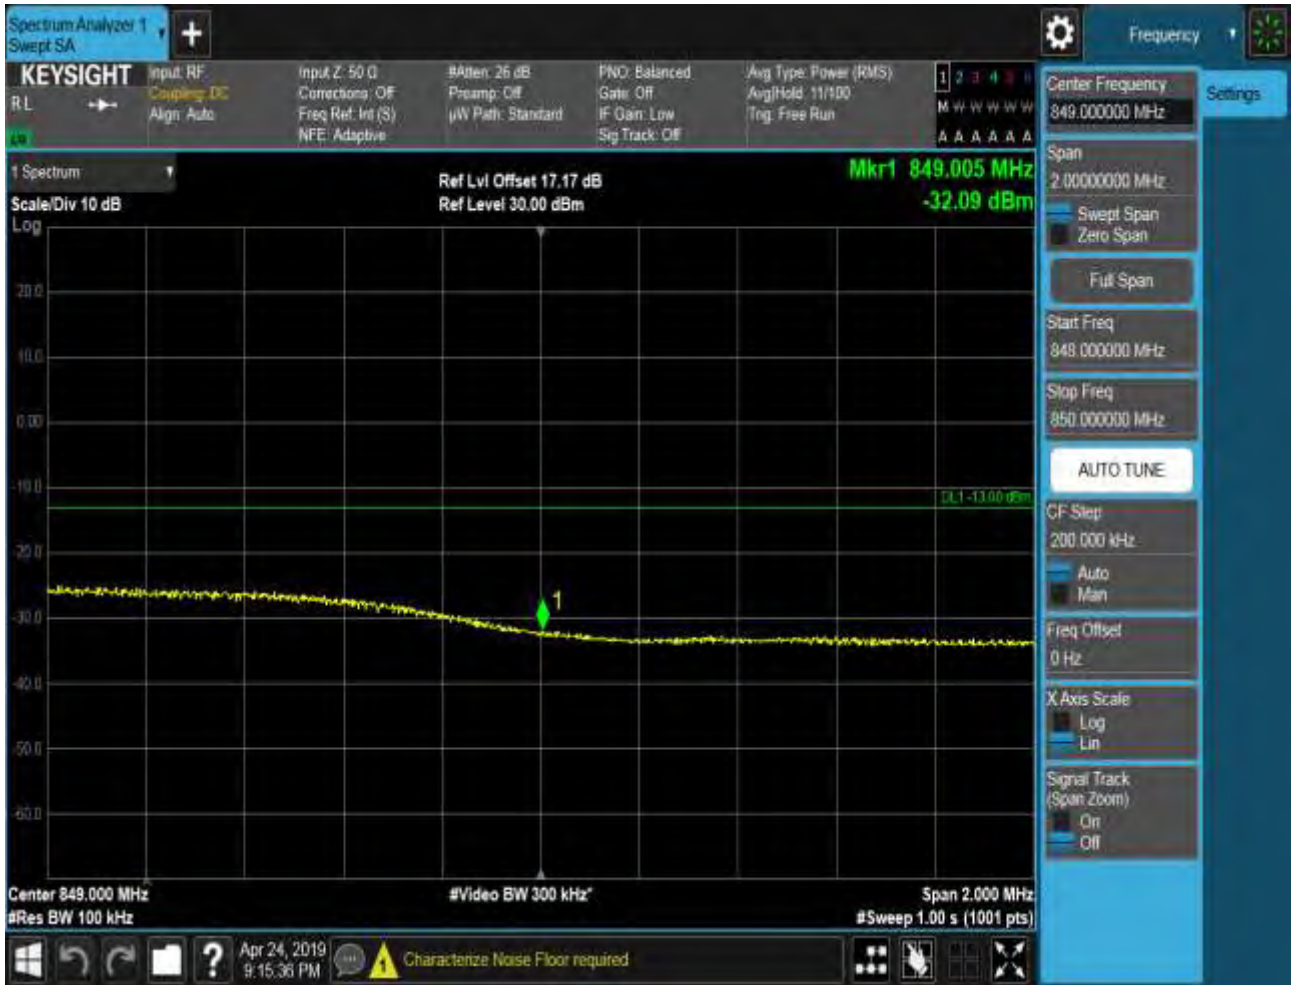 Spectrum Analyzer 1
Swept SA
Frequency
KEYSIGHT
RL
Input: RF
Coupling: DC
Align: Auto
Input Z: 50 Ω
Corrections: Off
Freq Ref: Int (S)
NFE: Adaptive
#Atten: 26 dB
Preamp: Off
µW Path: Standard
PNO: Balanced
Gate: Off
IF Gain: Low
Sig Track: Off
Avg Type: Power (RMS)
Avg|Hold: 11/100
Trig: Free Run
1 2 3 4 5 6
M W W W W W
A A A A A A
1 Spectrum
Scale/Div 10 dB
Ref Lvl Offset 17.17 dB
Ref Level 30.00 dBm
Mkr1 849.005 MHz
-32.09 dBm
Log
20.0
10.0
0.00
-10.0
DL1 -13.00 dBm
-20.0
1
-30.0
-40.0
-50.0
-60.0
Center 849.000 MHz
#Video BW 300 kHz*
Span 2.000 MHz
#Res BW 100 kHz
#Sweep 1.00 s (1001 pts)
Apr 24, 2019
9:15:36 PM
Characterize Noise Floor required
Center Frequency
849.000000 MHz
Settings
Span
2.00000000 MHz
Swept Span
Zero Span
Full Span
Start Freq
848.000000 MHz
Stop Freq
850.000000 MHz
AUTO TUNE
CF Step
200.000 kHz
Auto
Man
Freq Offset
0 Hz
X Axis Scale
Log
Lin
Signal Track
(Span Zoom)
On
Off